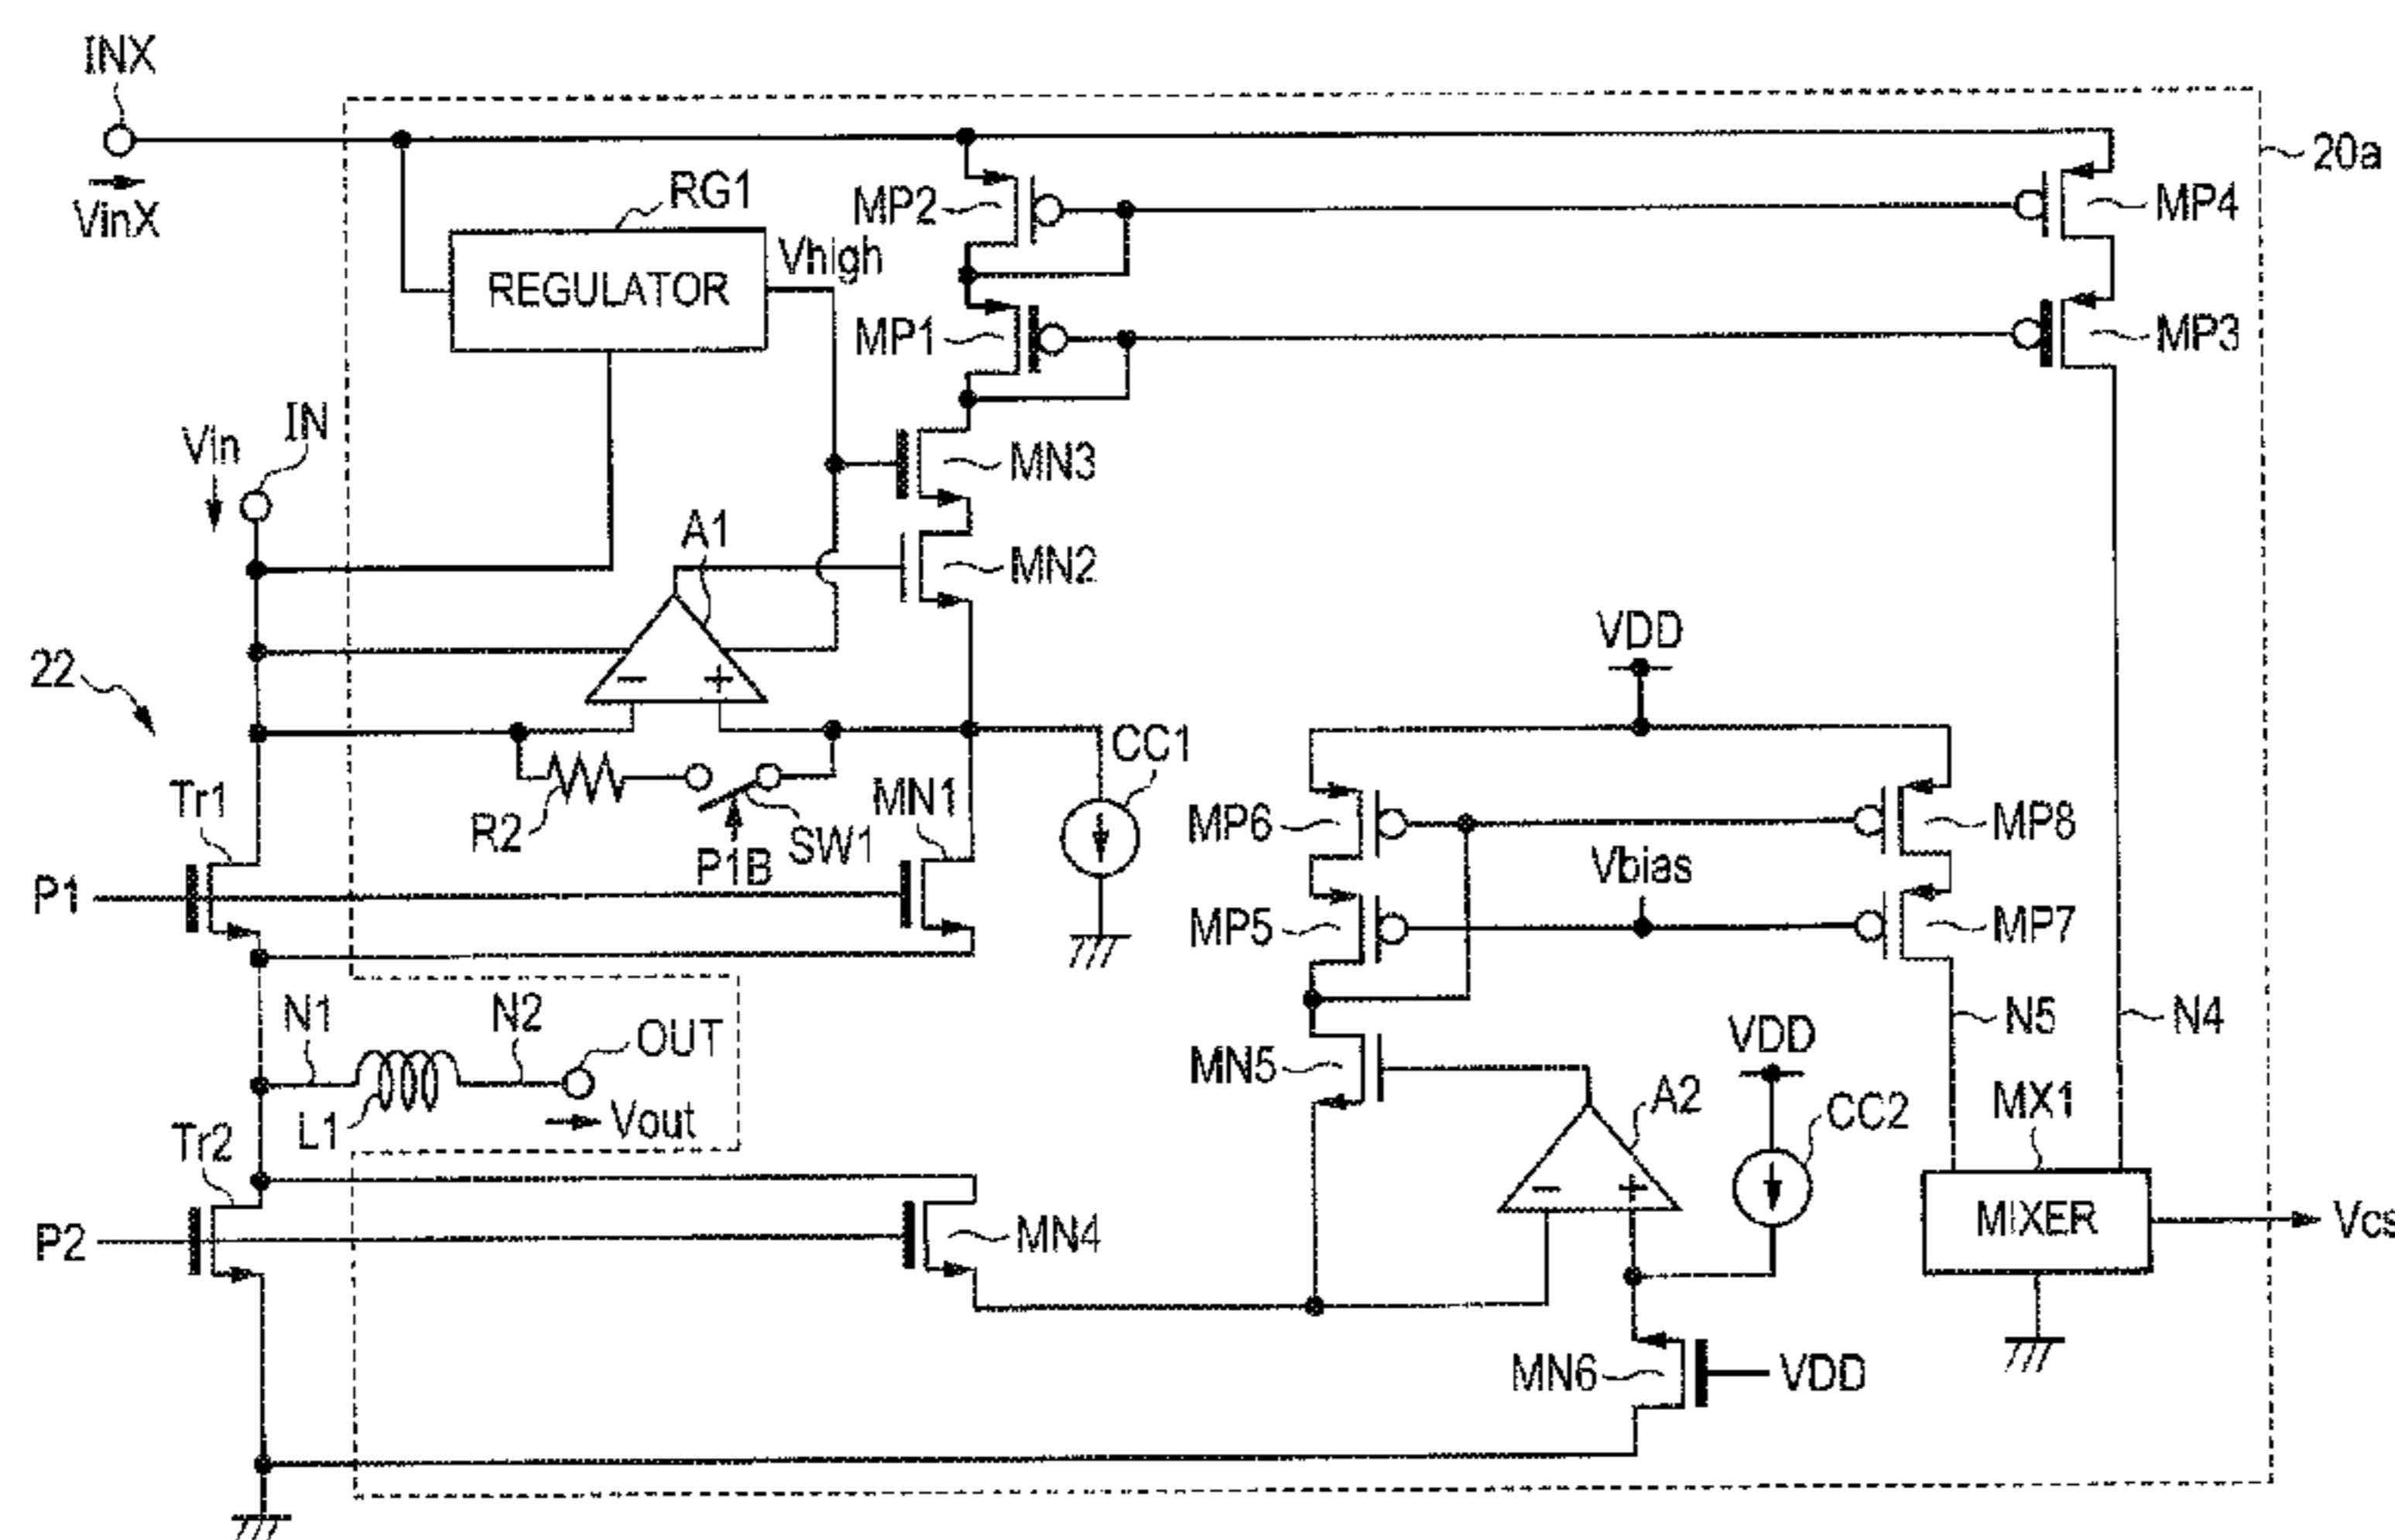 INX
VinX
20a
RG1
REGULATOR
Vhigh
MP2
MP4
MP1
MP3
Vin
IN
MN3
A1
MN2
22
VDD
CC1
Tr1
R2
SW1
MN1
P1B
P1
MP6
MP8
Vbias
MP5
MP7
N1
N2
OUT
L1
Vout
MN5
VDD
N5
N4
A2
CC2
MX1
MIXER
Vcs
Tr2
P2
MN4
MN6
VDD